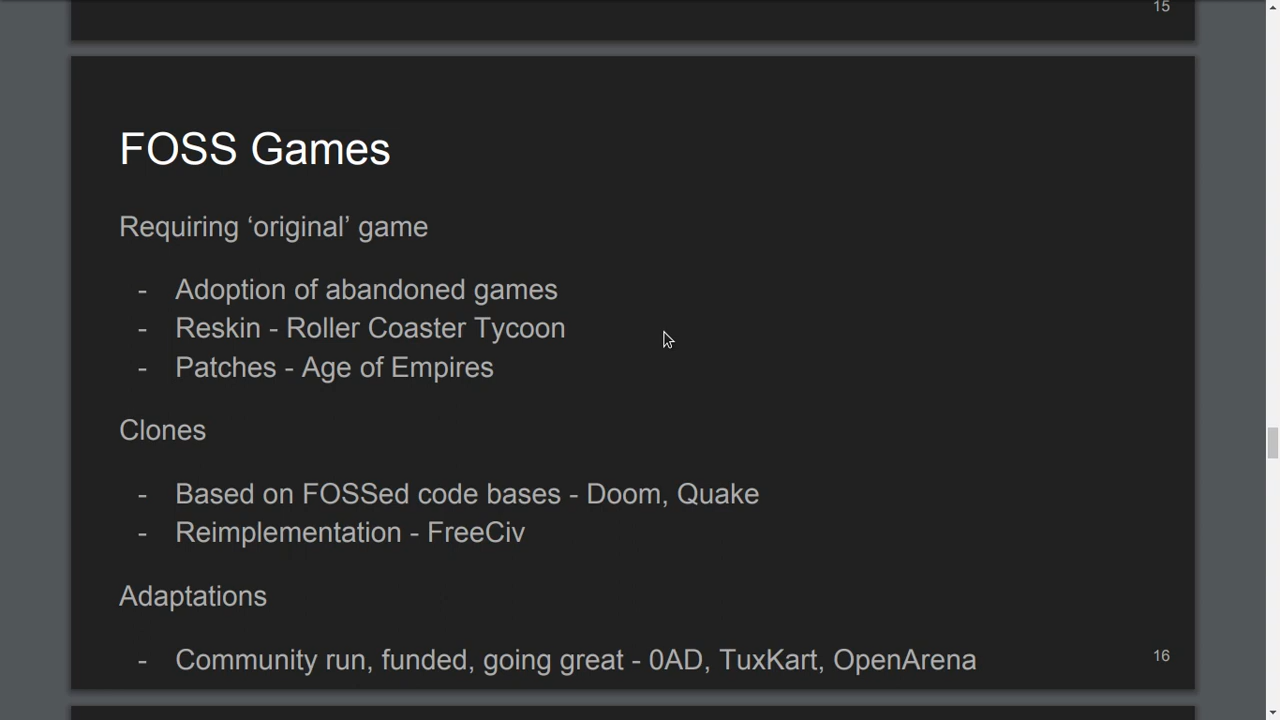 15
FOSS Games
Requiring ‘original’ game
- Adoption of abandoned games
- Reskin - Roller Coaster Tycoon
- Patches - Age of Empires
Clones
- Based on FOSSed code bases - Doom, Quake
- Reimplementation - FreeCiv
Adaptations
- Community run, funded, going great - 0AD, TuxKart, OpenArena
16